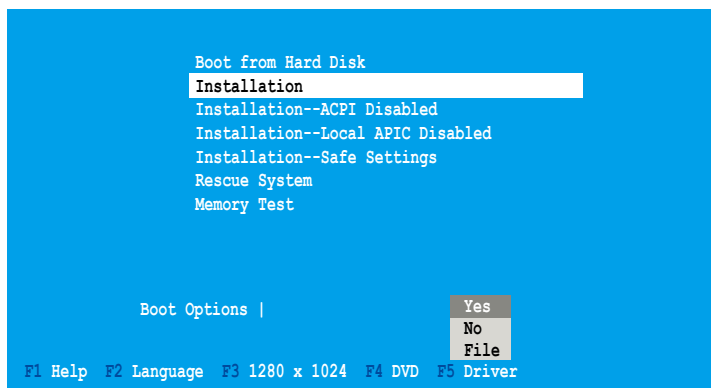 Boot from Hard Disk
Installation
Installation--ACPI Disabled
Installation--Local APIC Disabled
Installation--Safe Settings
Rescue System
Memory Test
Boot Options |
Yes
No
File
F1 Help F2 Language F3 1280 x 1024 F4 DVD F5 Driver